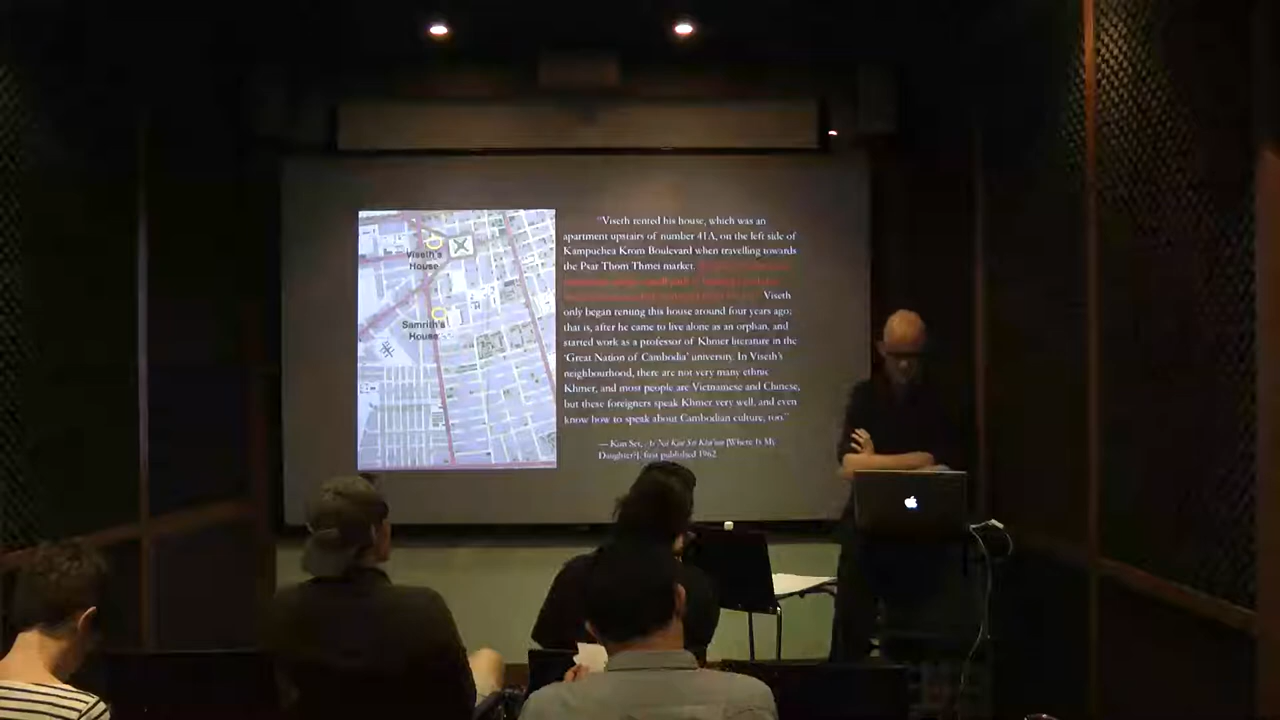 Viseth's
House
Samrith's
House
"Viseth rented his house, which was an
apartment upstairs of number 41A, on the left side of
Kampuchea Krom Boulevard when travelling towards
the Psar Thom Thmei market.
Viseth
only began renting this house around four years ago;
that is, after he came to live alone as an orphan, and
started work as a professor of Khmer literature in the
'Great Nation of Cambodia' university. In Viseth's
neighbourhood, there are not very many ethnic
Khmer, and most people are Vietnamese and Chinese,
but these foreigners speak Khmer very well, and even
know how to speak about Cambodian culture, too."
— Kim Set, [Where Is My
Daughter?], first published 1962